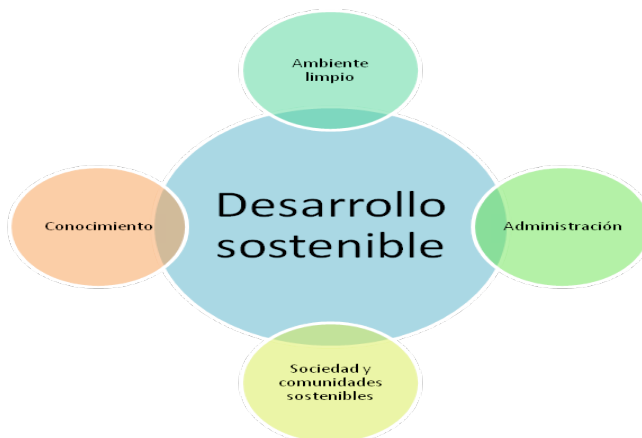 Ambiente
limpio
Desarrollo
sostenible
Conocimiento
Administración
Sociedad y
comunidades
sostenibles